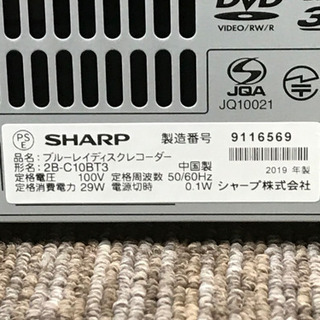 DVD
VIDEO/RW/R
JQA
JQ10021
PS
E
SHARP 製造番号 9116569
品名：ブルーレイディスクレコーダー
形名：2B-C10BT3 中国製
定格電圧 100V 定格周波数 50/60Hz 2019 年製
定格消費電力 29W 電源切時 0.1W シャープ株式会社